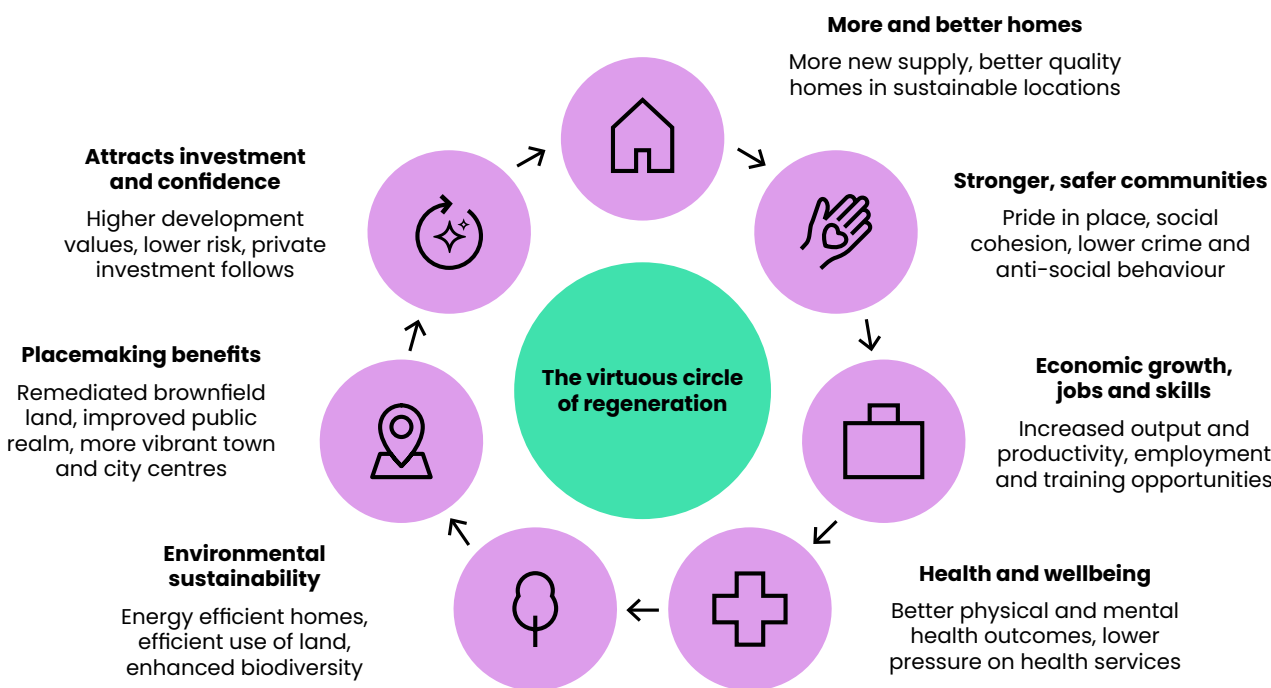 More and better homes
More new supply, better quality
homes in sustainable locations
Stronger, safer communities
Pride in place, social
cohesion, lower crime and
anti-social behaviour
Economic growth,
jobs and skills
Increased output and
productivity, employment
and training opportunities
Health and wellbeing
Better physical and mental
health outcomes, lower
pressure on health services
Environmental
sustainability
Energy efficient homes,
efficient use of land,
enhanced biodiversity
Placemaking benefits
Remediated brownfield
land, improved public
realm, more vibrant town
and city centres
Attracts investment
and confidence
Higher development
values, lower risk, private
investment follows
The virtuous circle
of regeneration